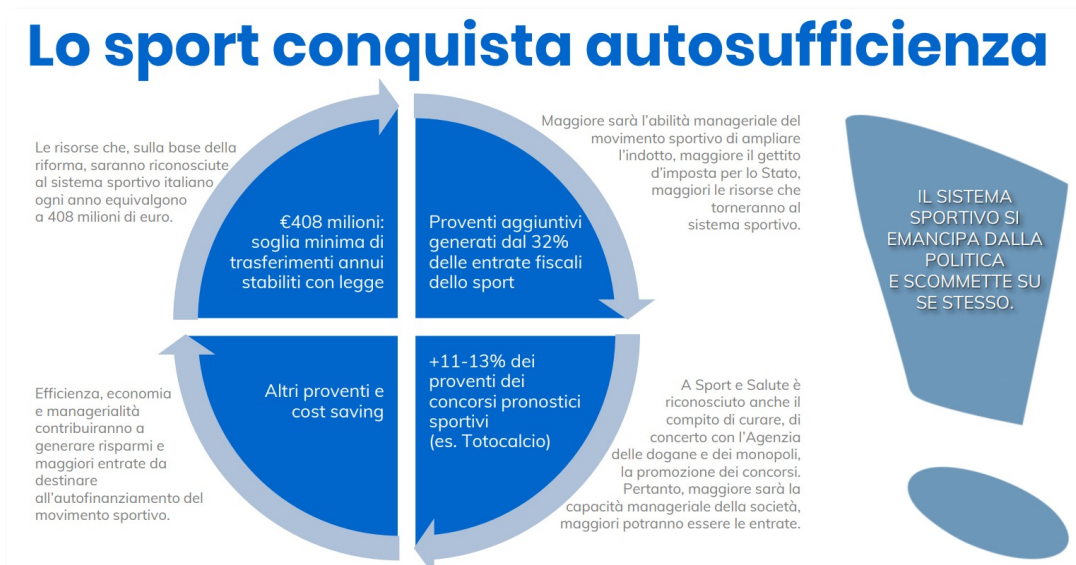 Lo sport conquista autosufficienza
Le risorse che, sulla base della
riforma, saranno riconosciute
al sistema sportivo italiano
ogni anno equivalgono
a 408 milioni di euro.
€408 milioni:
soglia minima di
trasferimenti annui
stabiliti con legge
Proventi aggiuntivi
generati dal 32%
delle entrate fiscali
dello sport
Maggiore sarà l’abilità manageriale del
movimento sportivo di ampliare
l’indotto, maggiore il gettito
d’imposta per lo Stato,
maggiori le risorse che
torneranno al
sistema sportivo.
IL SISTEMA
SPORTIVO SI
EMANCIPA DALLA
POLITICA
E SCOMMETTE SU
SE STESSO.
Efficienza, economia
e managerialità
contribuiranno a
generare risparmi e
maggiori entrate da
destinare
all’autofinanziamento del
movimento sportivo.
Altri proventi e
cost saving
+11-13% dei
proventi dei
concorsi pronostici
sportivi
(es. Totocalcio)
A Sport e Salute è
riconosciuto anche il
compito di curare, di
concerto con l’Agenzia
delle dogane e dei monopoli,
la promozione dei concorsi.
Pertanto, maggiore sarà la
capacità manageriale della società,
maggiori potranno essere le entrate.